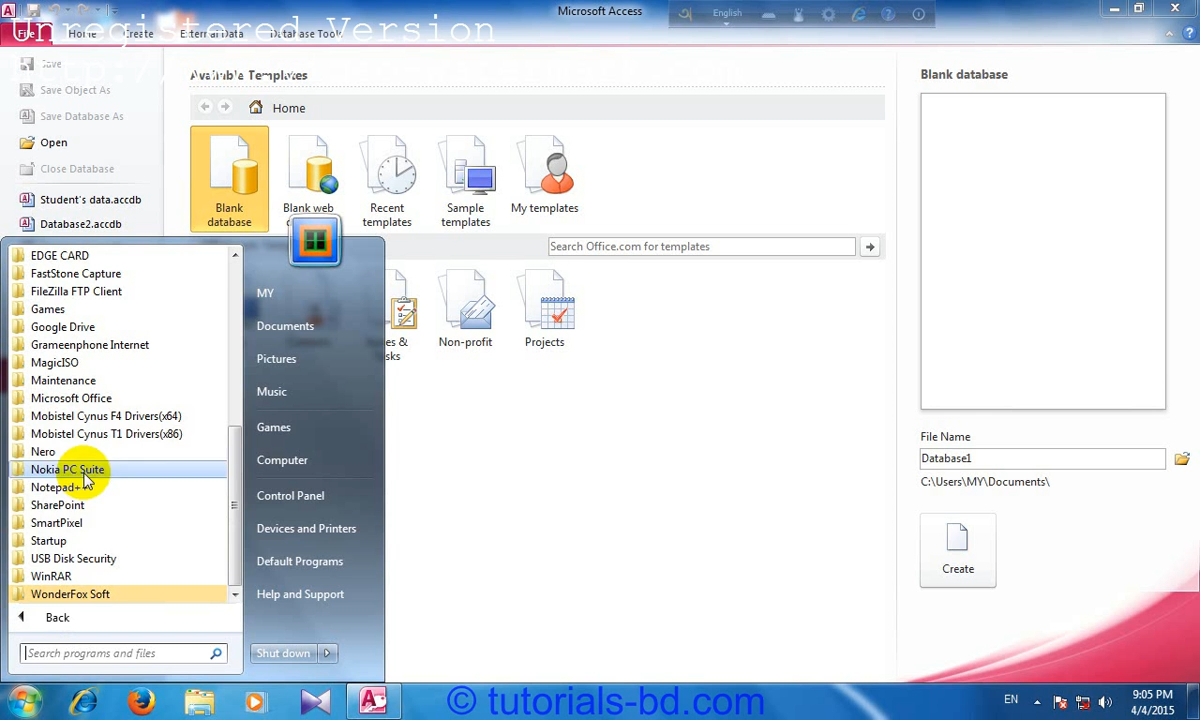 Microsoft Access
English
Unregistered Version
File
Home
Create
External Data
Database Tools
Save
Save Object As
Save Database As
Open
Close Database
Student's data.accdb
Database2.accdb
Available Templates
Home
Blank
database
Blank web
Recent
templates
Sample
templates
My templates
Search Office.com for templates
Non-profit
Projects
Blank database
File Name
Database1
C:\Users\MY\Documents\
Create
EDGE CARD
FastStone Capture
FileZilla FTP Client
Games
Google Drive
Grameenphone Internet
MagicISO
Maintenance
Microsoft Office
Mobistel Cynus F4 Drivers(x64)
Mobistel Cynus T1 Drivers(x86)
Nero
Nokia PC Suite
Notepad++
SharePoint
SmartPixel
Startup
USB Disk Security
WinRAR
WonderFox Soft
Back
Search programs and files
MY
Documents
Pictures
Music
Games
Computer
Control Panel
Devices and Printers
Default Programs
Help and Support
Shut down
© tutorials-bd.com
EN
9:05 PM
4/4/2015